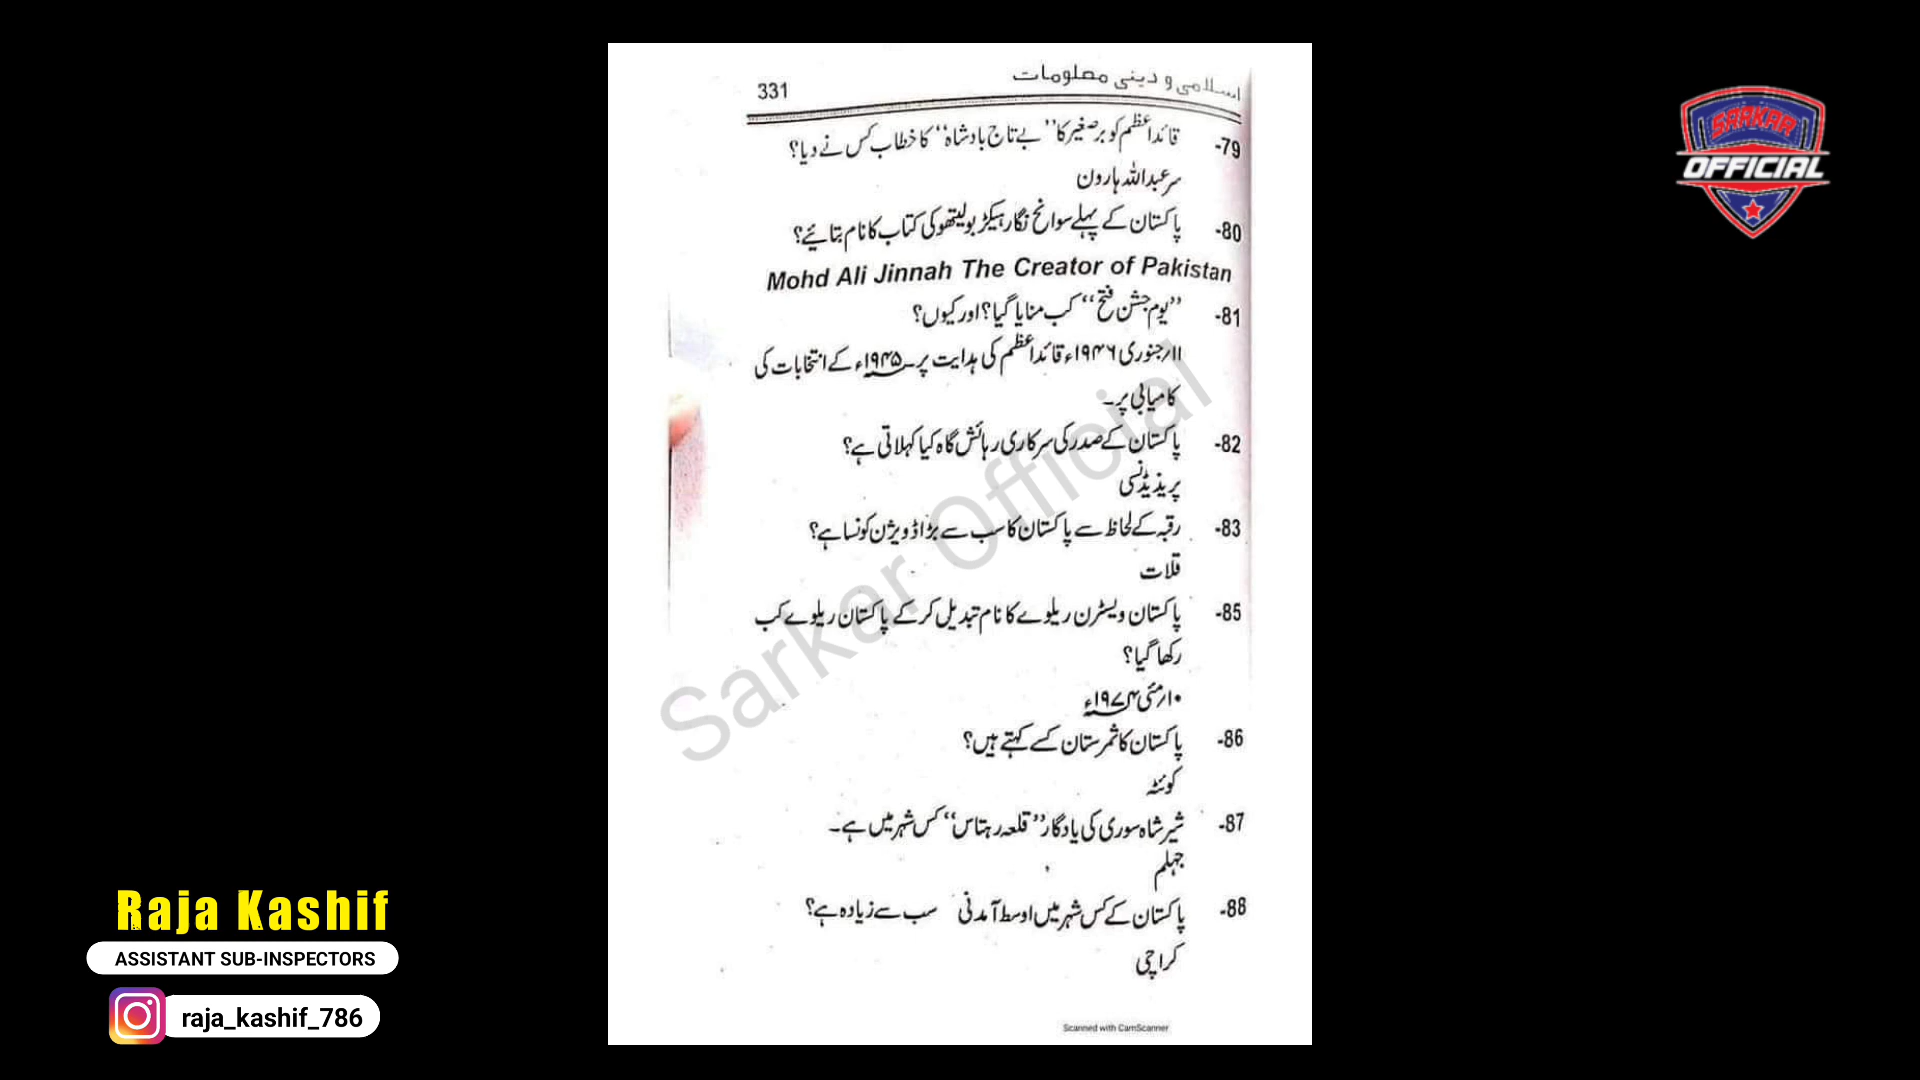 331
اسلامی و دینی معلومات
79- قائداعظم کو برصغیر کا ’’بے تاج بادشاہ‘‘ کا خطاب کس نے دیا؟
سر عبداللہ ہارون
80- پاکستان کے پہلے سوانح نگار ہیکڑ بولیتھو کی کتاب کا نام بتائیے؟
Mohd Ali Jinnah The Creator of Pakistan
81- ’’یوم جشن فتح‘‘ کب منایا گیا؟ اور کیوں؟
۱۱؍جنوری ۱۹۴۶ء قائداعظم کی ہدایت پر۔ ۱۹۴۵ء کے انتخابات کی
کامیابی پر۔
82- پاکستان کے صدر کی سرکاری رہائش گاہ کیا کہلاتی ہے؟
پریذیڈنسی
83- رقبہ کے لحاظ سے پاکستان کا سب سے بڑا ڈویژن کونسا ہے؟
قلات
85- پاکستان ویسٹرن ریلوے کا نام تبدیل کر کے پاکستان ریلوے کب
رکھا گیا؟
۱۰؍مئی ۱۹۷۴ء
86- پاکستان کا ثمرستان کسے کہتے ہیں؟
کوئٹہ
87- شیر شاہ سوری کی یادگار ’’قلعہ رہتاس‘‘ کس شہر میں ہے۔
جہلم
88- پاکستان کے کس شہر میں اوسط آمدنی سب سے زیادہ ہے؟
کراچی
Scanned with CamScanner
Sarkar Official
SARKAR
OFFICIAL
Raja Kashif
ASSISTANT SUB-INSPECTORS
raja_kashif_786